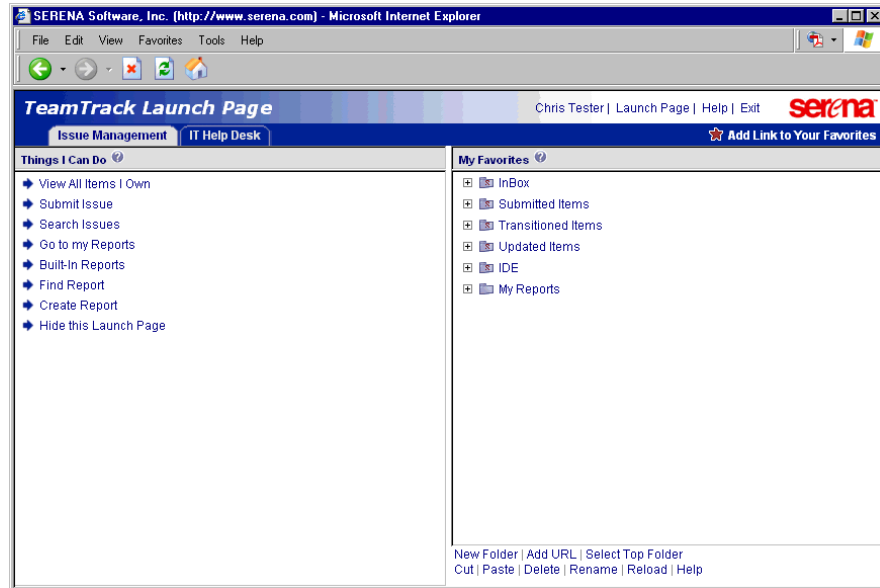 SERENA Software, Inc. (http://www.serena.com) - Microsoft Internet Explorer
File Edit View Favorites Tools Help
TeamTrack Launch Page
Chris Tester | Launch Page | Help | Exit
serena
Issue Management
IT Help Desk
Add Link to Your Favorites
Things I Can Do
View All Items I Own
Submit Issue
Search Issues
Go to my Reports
Built-In Reports
Find Report
Create Report
Hide this Launch Page
My Favorites
InBox
Submitted Items
Transitioned Items
Updated Items
IDE
My Reports
New Folder | Add URL | Select Top Folder
Cut | Paste | Delete | Rename | Reload | Help